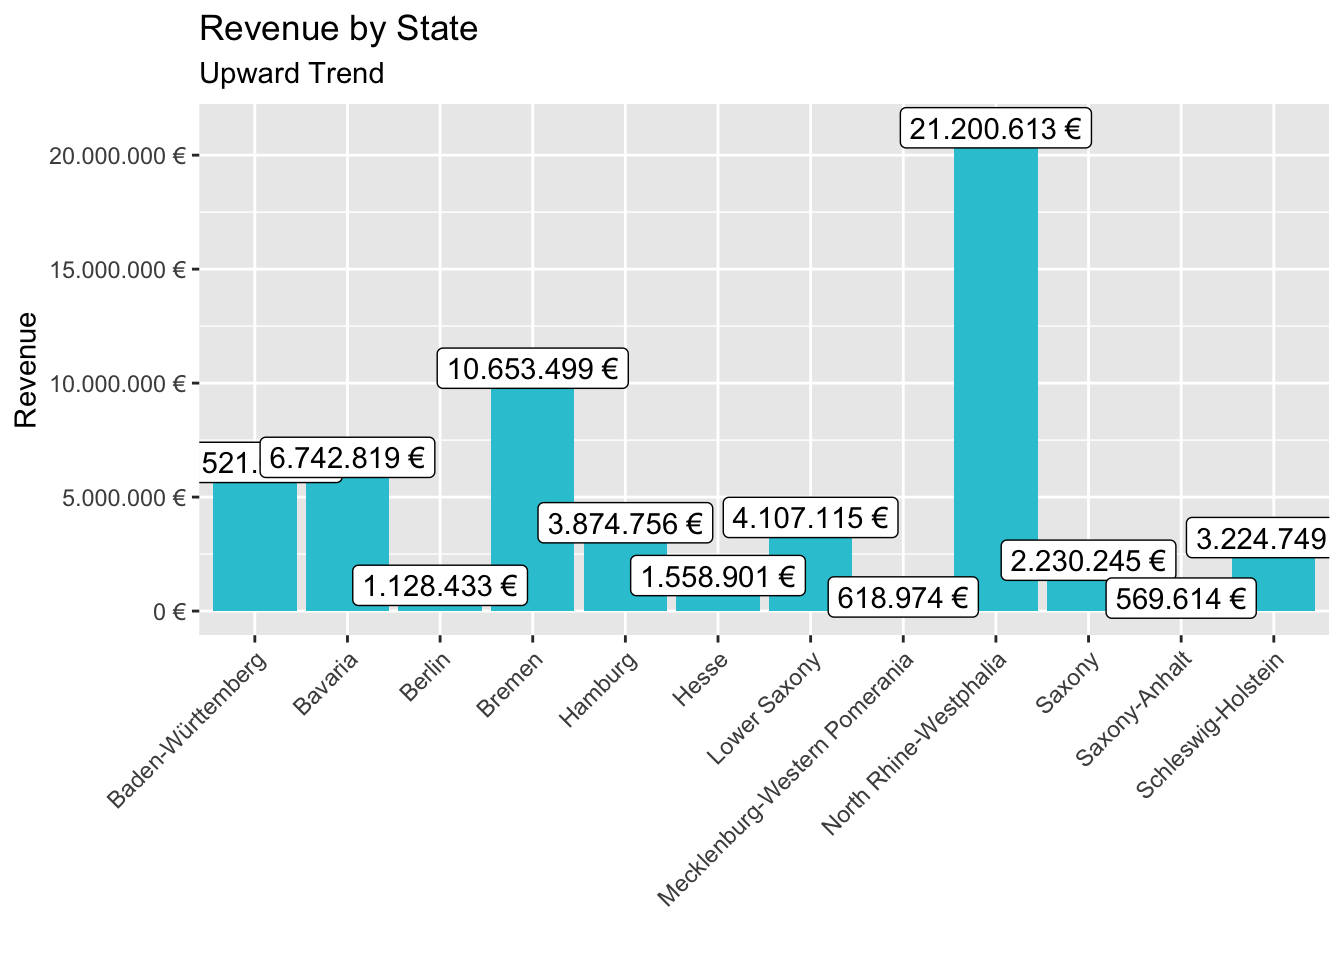 Revenue by State
Upward Trend
Revenue
20.000.000 €
15.000.000 €
10.000.000 €
5.000.000 €
0 €
521.
6.742.819 €
1.128.433 €
10.653.499 €
3.874.756 €
1.558.901 €
4.107.115 €
618.974 €
21.200.613 €
2.230.245 €
569.614 €
3.224.749
Baden-Württemberg
Bavaria
Berlin
Bremen
Hamburg
Hesse
Lower Saxony
Mecklenburg-Western Pomerania
North Rhine-Westphalia
Saxony
Saxony-Anhalt
Schleswig-Holstein